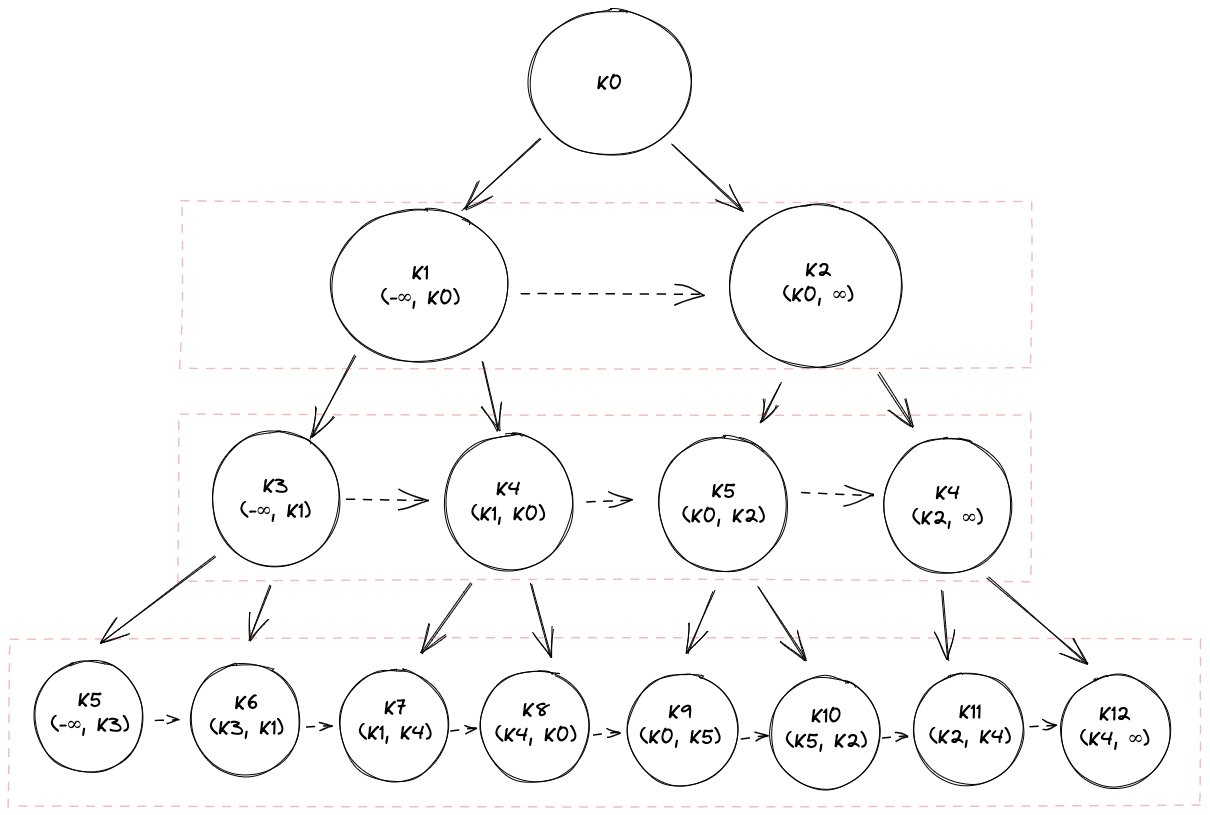 K0
K1
(-∞, K0)
K2
(K0, ∞)
K3
(-∞, K1)
K4
(K1, K0)
K5
(K0, K2)
K4
(K2, ∞)
K5
(-∞, K3)
K6
(K3, K1)
K7
(K1, K4)
K8
(K4, K0)
K9
(K0, K5)
K10
(K5, K2)
K11
(K2, K4)
K12
(K4, ∞)